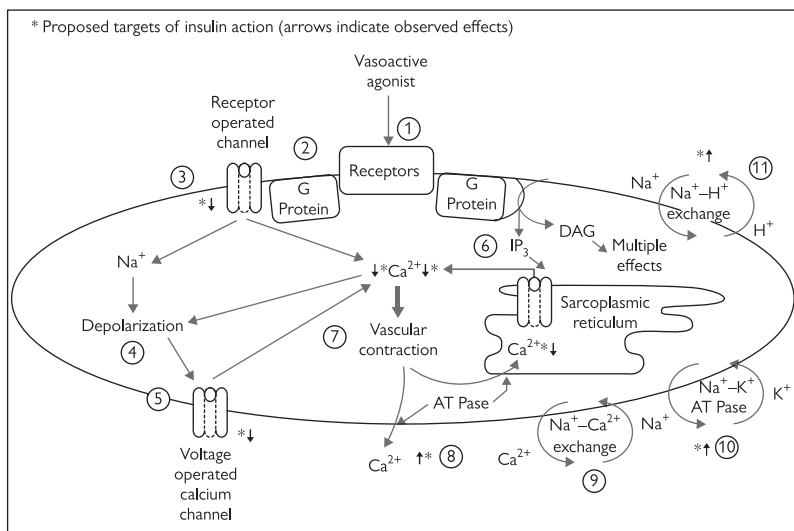 * Proposed targets of insulin action (arrows indicate observed effects)
Vasoactive
agonist
Receptor
operated
channel
1
2
3
Receptors
G
Protein
G
Protein
*↓
*↑
11
Na⁺
Na⁺–H⁺
exchange
H⁺
6
IP₃
DAG
Multiple
effects
Na⁺
↓*Ca²⁺↓*
Sarcoplasmic
reticulum
Depolarization
4
7
Vascular
contraction
Ca²⁺*↓
5
AT Pase
Na⁺–K⁺
AT Pase
K⁺
Na⁺–Ca²⁺
exchange
Na⁺
*↓
Voltage
operated
calcium
channel
Ca²⁺ ↑* 8
Ca²⁺
9
*↑ 10